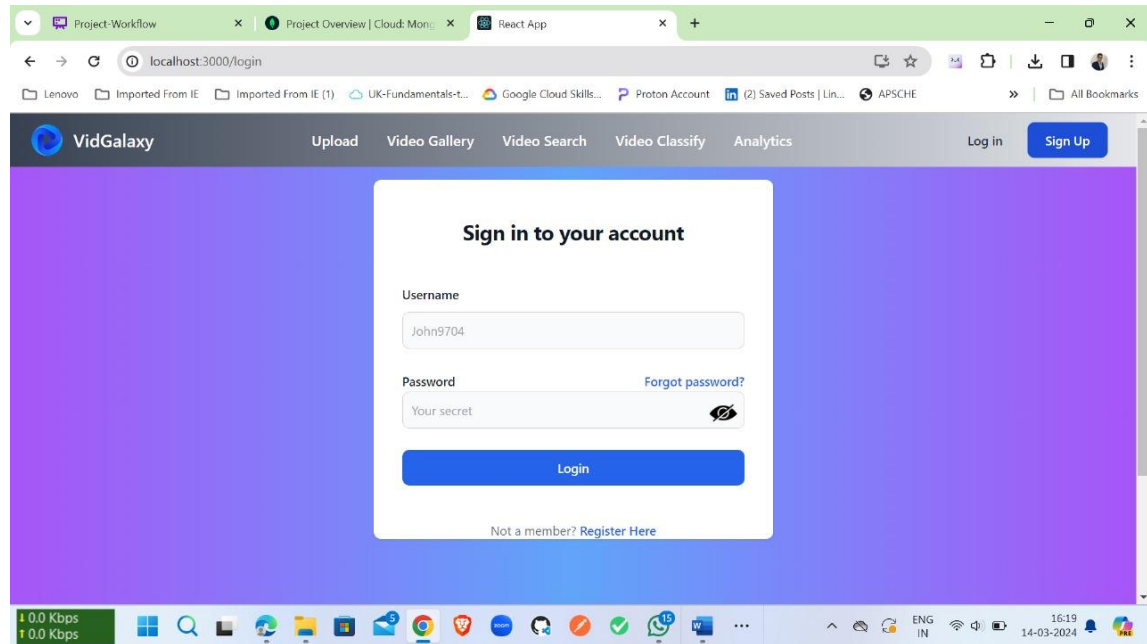 Project-Workflow
Project Overview | Cloud: Mong
React App
localhost:3000/login
Lenovo Imported From IE Imported From IE (1) UK-Fundamentals-t... Google Cloud Skills... Proton Account (2) Saved Posts | Lin... APSCHE » All Bookmarks
VidGalaxy Upload Video Gallery Video Search Video Classify Analytics Log in Sign Up
Sign in to your account
Username
John9704
Password Forgot password?
Your secret
Login
Not a member? Register Here
0.0 Kbps
0.0 Kbps
5
zoom
15
W
...
ENG
IN
16:19
14-03-2024